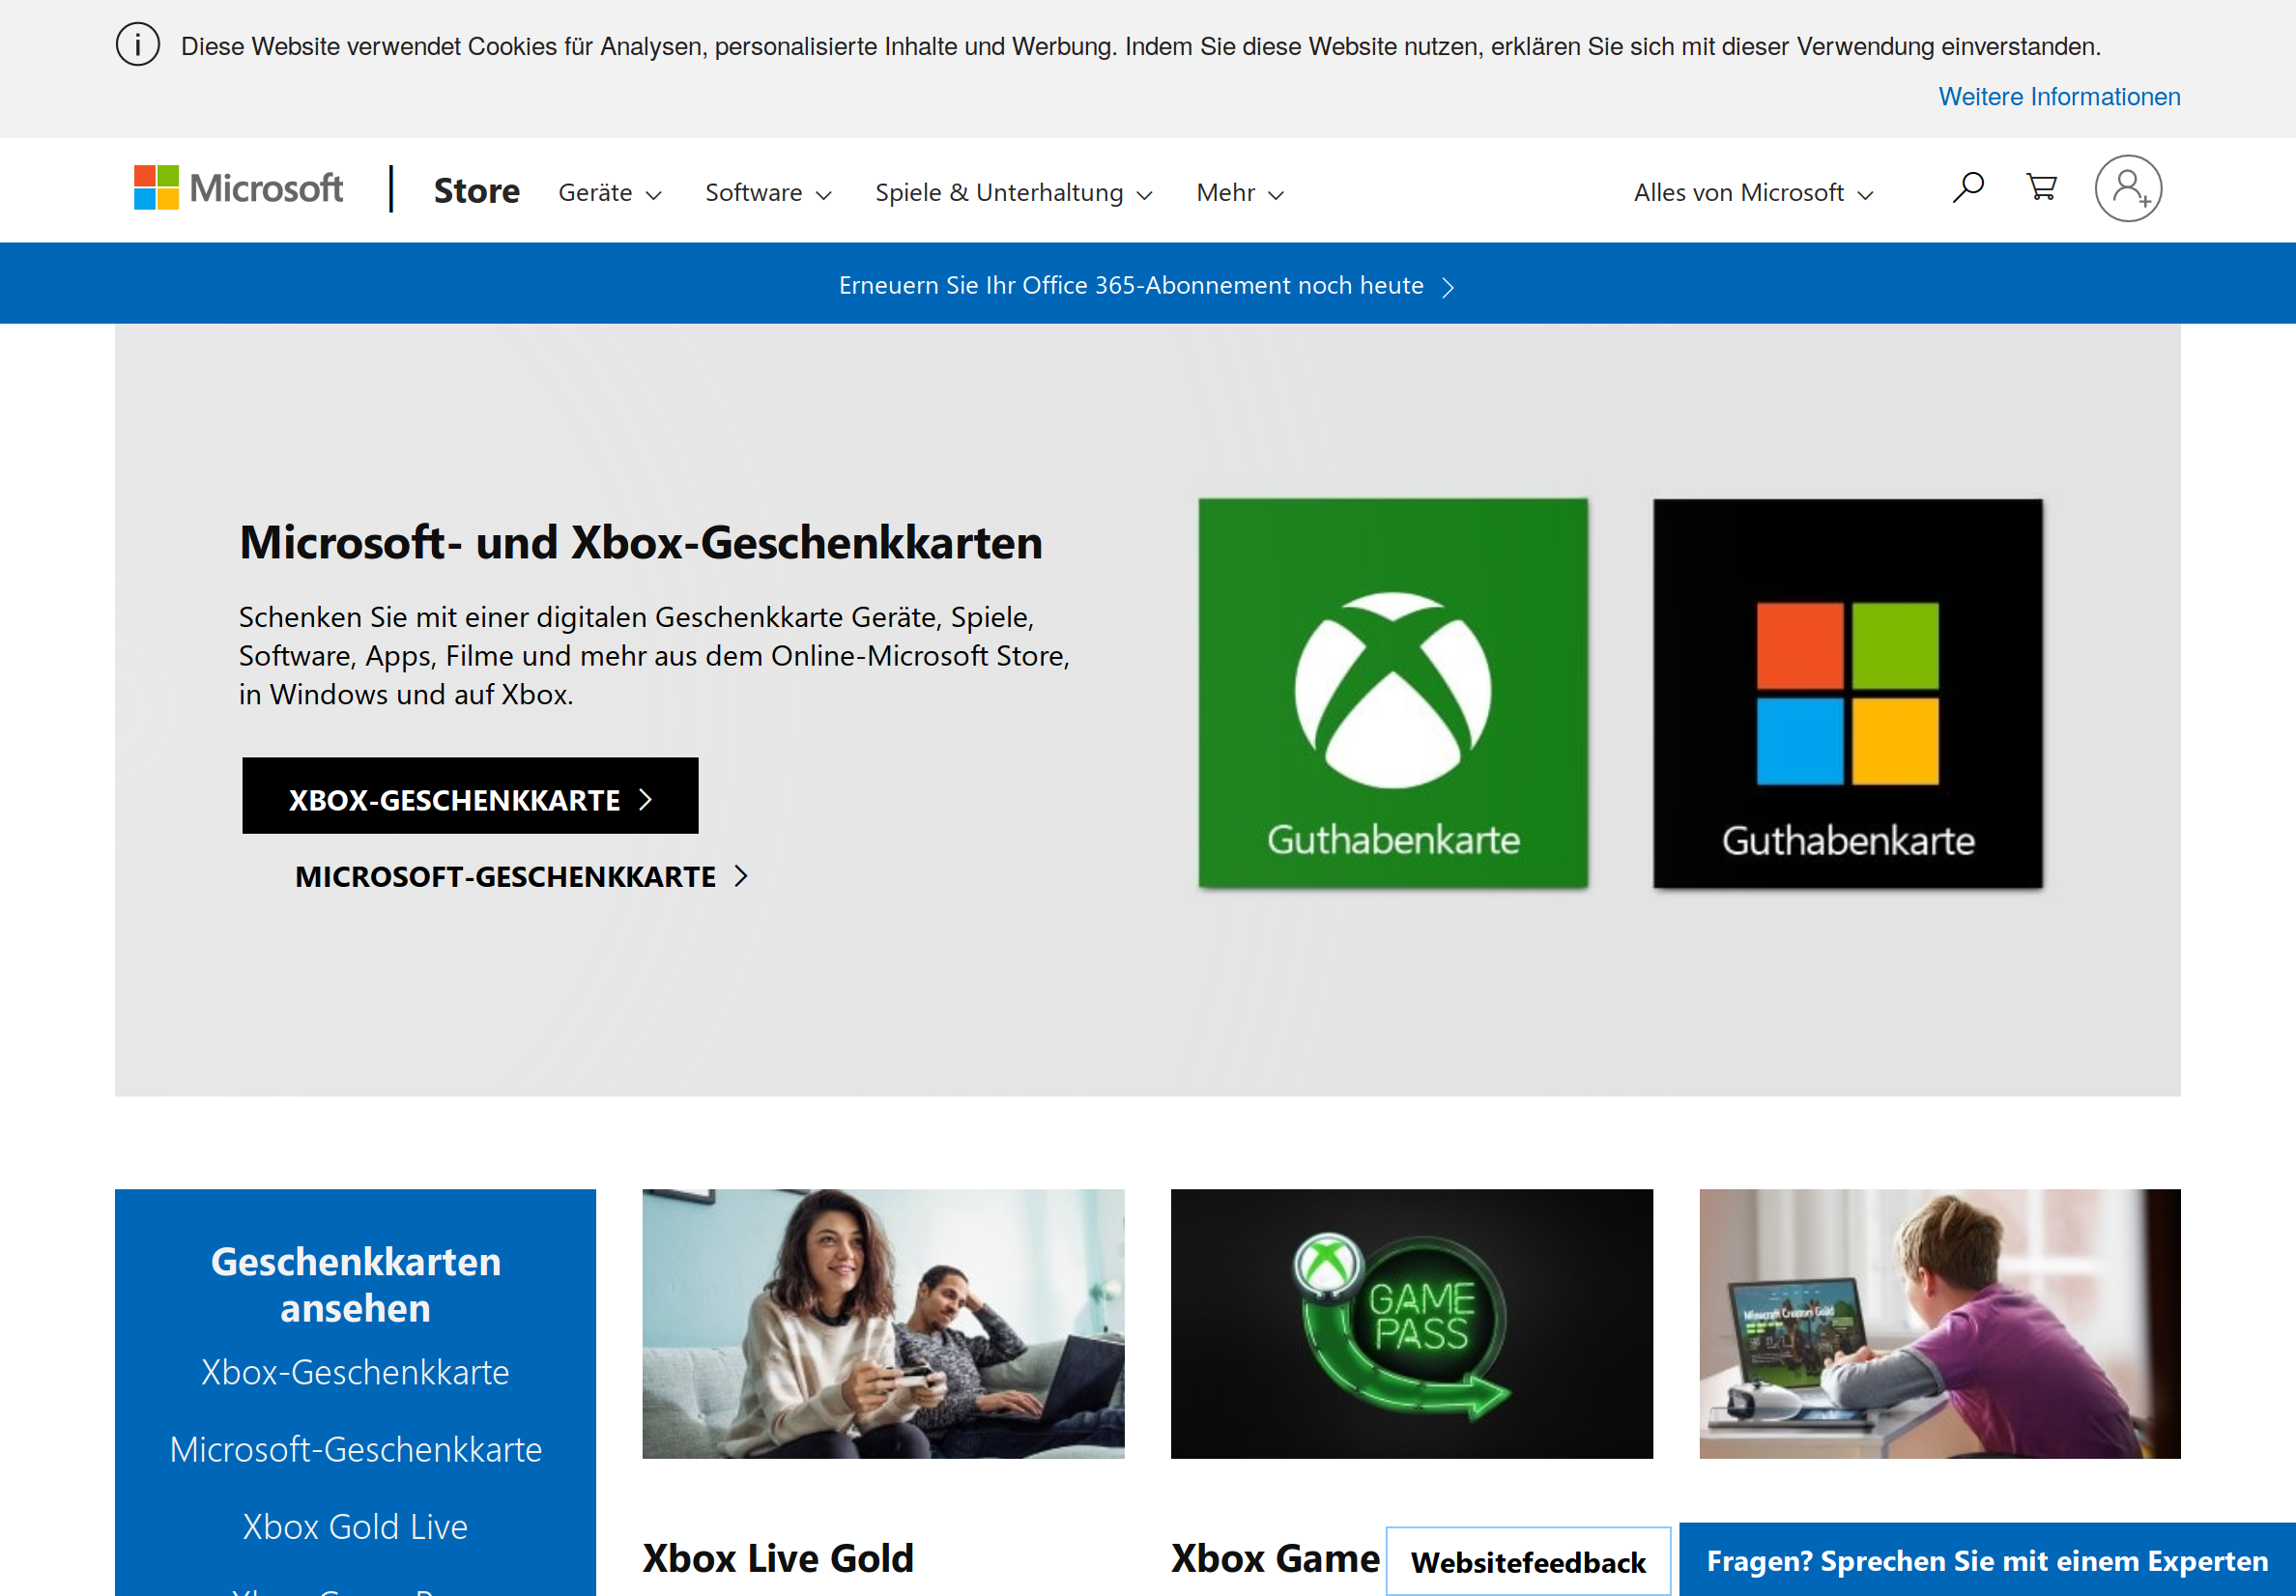 Diese Website verwendet Cookies für Analysen, personalisierte Inhalte und Werbung. Indem Sie diese Website nutzen, erklären Sie sich mit dieser Verwendung einverstanden.
Weitere Informationen
Microsoft
Store
Geräte
Software
Spiele & Unterhaltung
Mehr
Alles von Microsoft
Erneuern Sie Ihr Office 365-Abonnement noch heute
Microsoft- und Xbox-Geschenkkarten
Schenken Sie mit einer digitalen Geschenkkarte Geräte, Spiele,
Software, Apps, Filme und mehr aus dem Online-Microsoft Store,
in Windows und auf Xbox.
XBOX-GESCHENKKARTE
MICROSOFT-GESCHENKKARTE
Guthabenkarte
Guthabenkarte
Geschenkkarten
ansehen
Xbox-Geschenkkarte
Microsoft-Geschenkkarte
Xbox Gold Live
GAME
PASS
Minecraft Creators Guild
Xbox Live Gold
Xbox Game
Websitefeedback
Fragen? Sprechen Sie mit einem Experten